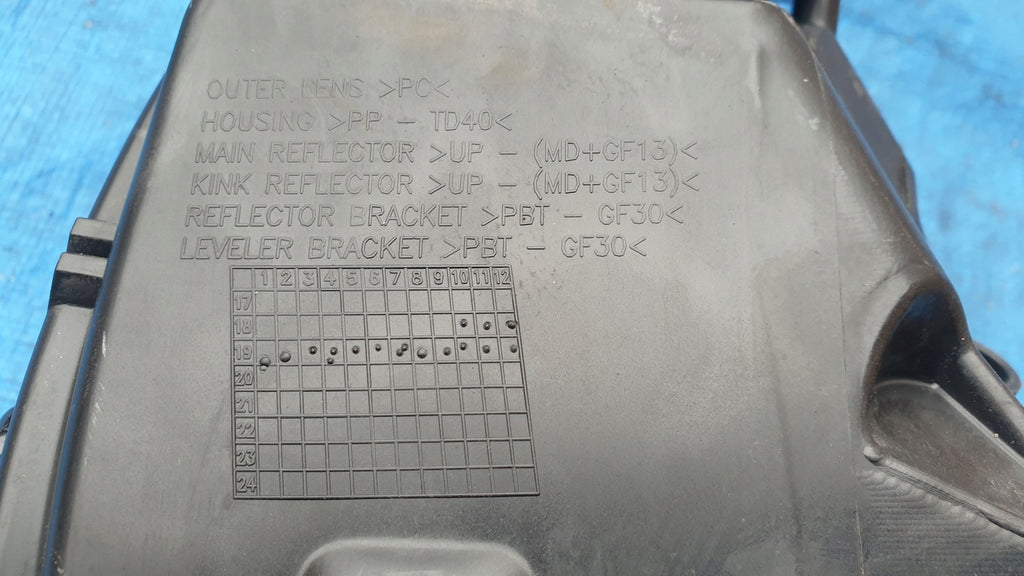 OUTER LENS >PC<
HOUSING >PP - TD40<
MAIN REFLECTOR >UP - (MD+GF13)<
KINK REFLECTOR >UP - (MD+GF13)<
REFLECTOR BRACKET >PBT - GF30<
LEVELER BRACKET >PBT - GF30<
1 2 3 4 5 6 7 8 9 10 11 12
17
18
19
20
21
22
23
24